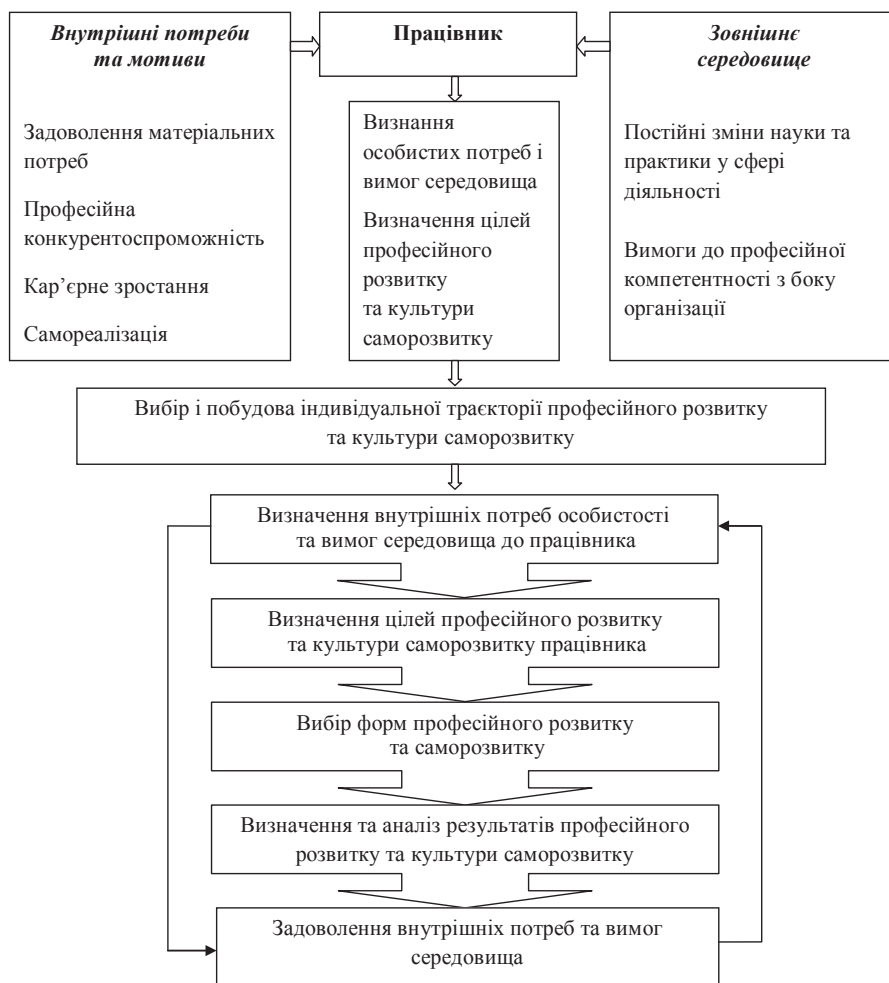 Внутрішні потреби
та мотиви
Задоволення матеріальних
потреб
Професійна
конкурентоспроможність
Кар’єрне зростання
Самореалізація
Працівник
Визнання
особистих потреб і
вимог середовища
Визначення цілей
професійного
розвитку
та культури
саморозвитку
Зовнішнє
середовище
Постійні зміни науки та
практики у сфері
діяльності
Вимоги до професійної
компетентності з боку
організації
Вибір і побудова індивідуальної траєкторії професійного розвитку
та культури саморозвитку
Визначення внутрішніх потреб особистості
та вимог середовища до працівника
Визначення цілей професійного розвитку
та культури саморозвитку працівника
Вибір форм професійного розвитку
та саморозвитку
Визначення та аналіз результатів професійного
розвитку та культури саморозвитку
Задоволення внутрішніх потреб та вимог
середовища